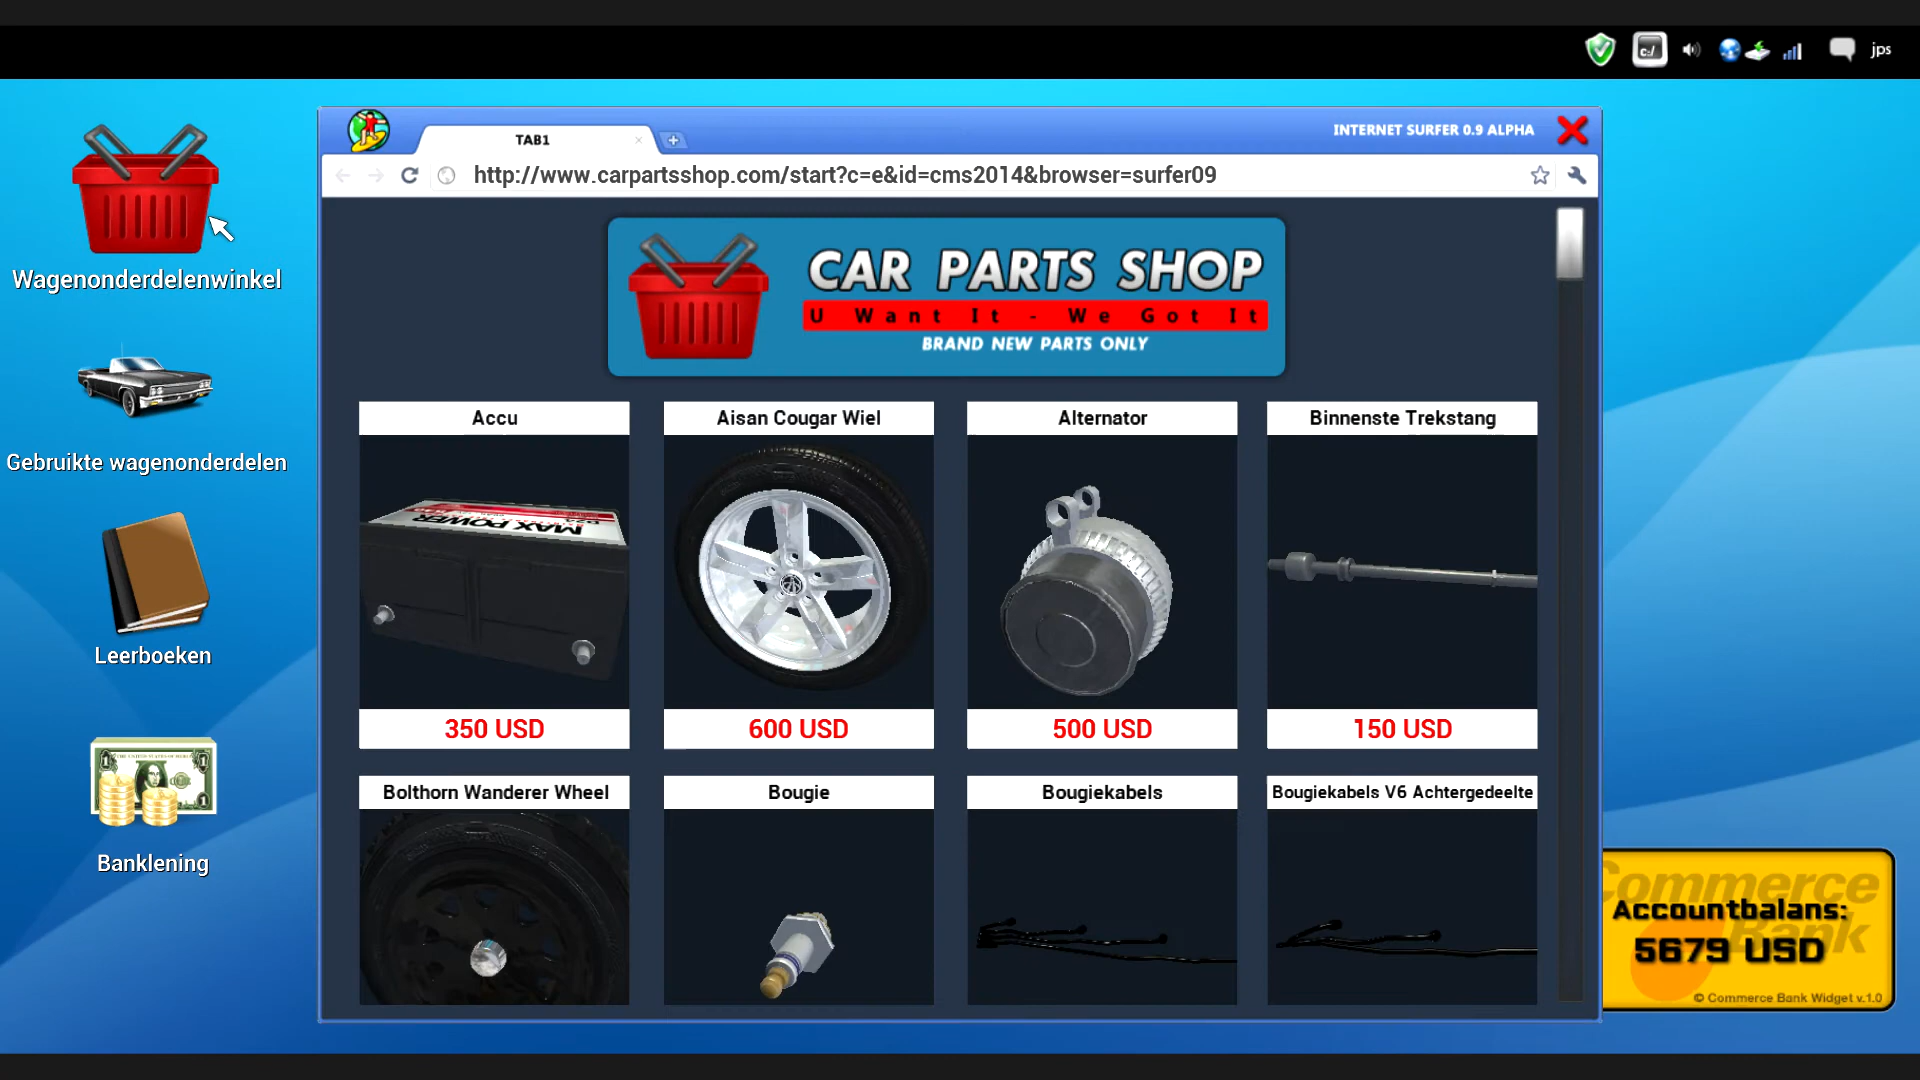 c:/
jps
TAB1
INTERNET SURFER 0.9 ALPHA
http://www.carpartsshop.com/start?c=e&id=cms2014&browser=surfer09
Wagenonderdelenwinkel
Gebruikte wagenonderdelen
Leerboeken
Banklening
CAR PARTS SHOP
U Want It - We Got It
BRAND NEW PARTS ONLY
Accu
Aisan Cougar Wiel
Alternator
Binnenste Trekstang
MAX POWER
350 USD
600 USD
500 USD
150 USD
Bolthorn Wanderer Wheel
Bougie
Bougiekabels
Bougiekabels V6 Achtergedeelte
Commerce
Bank
Accountbalans:
5679 USD
© Commerce Bank Widget v.1.0